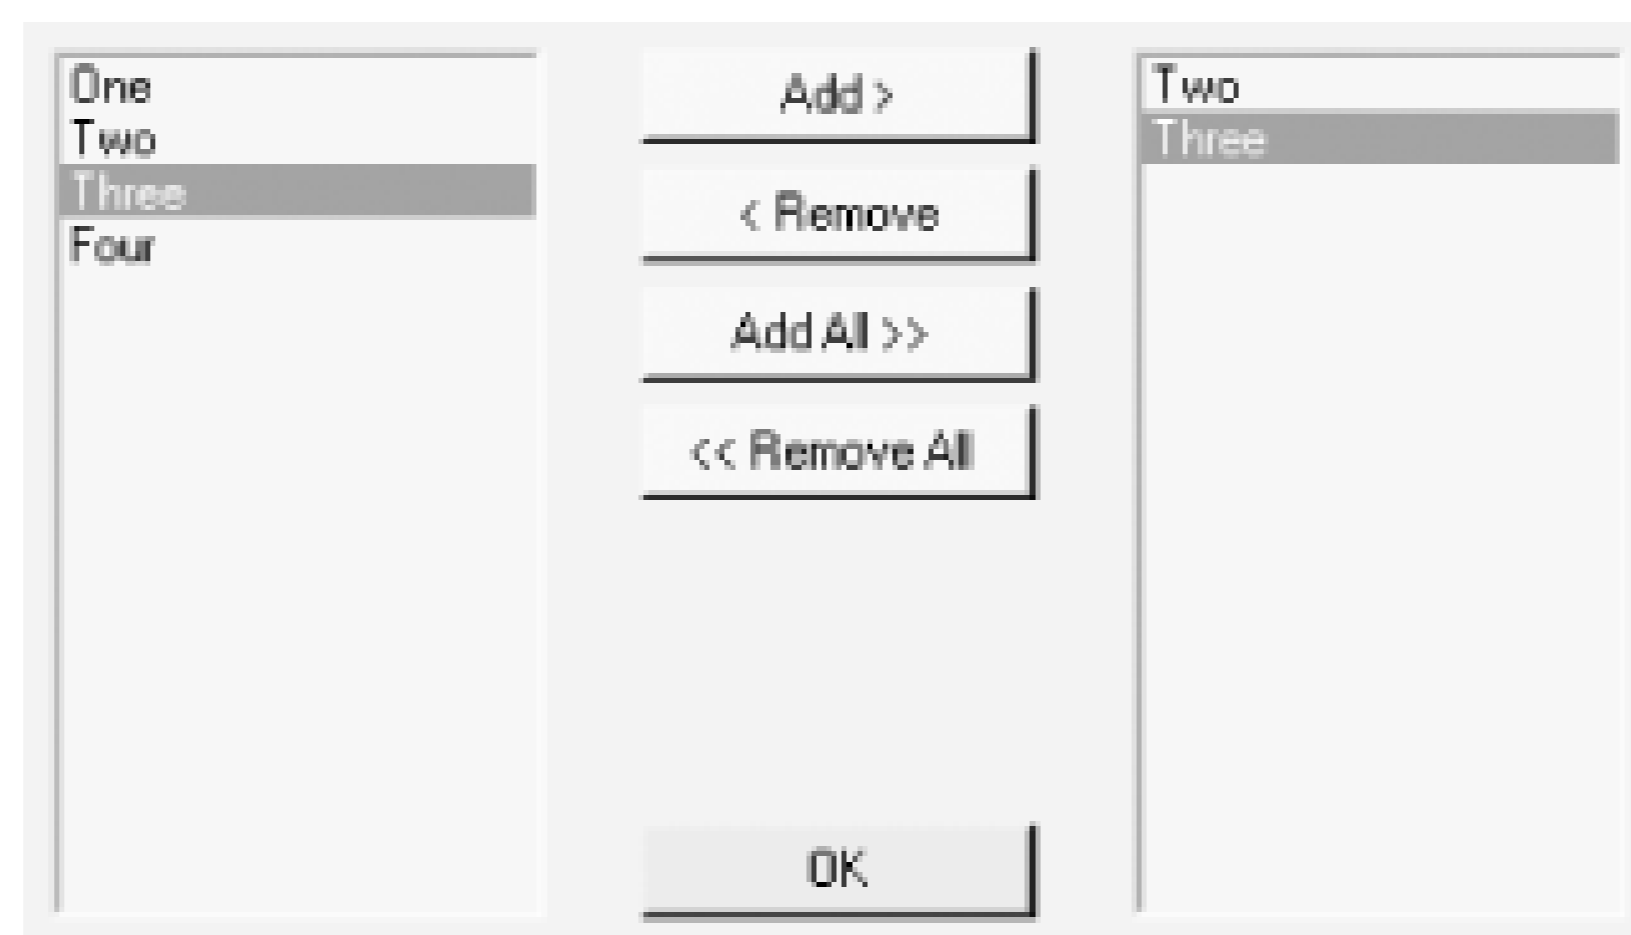 One
Two
Three
Four
Add >
< Remove
Add All >>
<< Remove All
OK
Two
Three